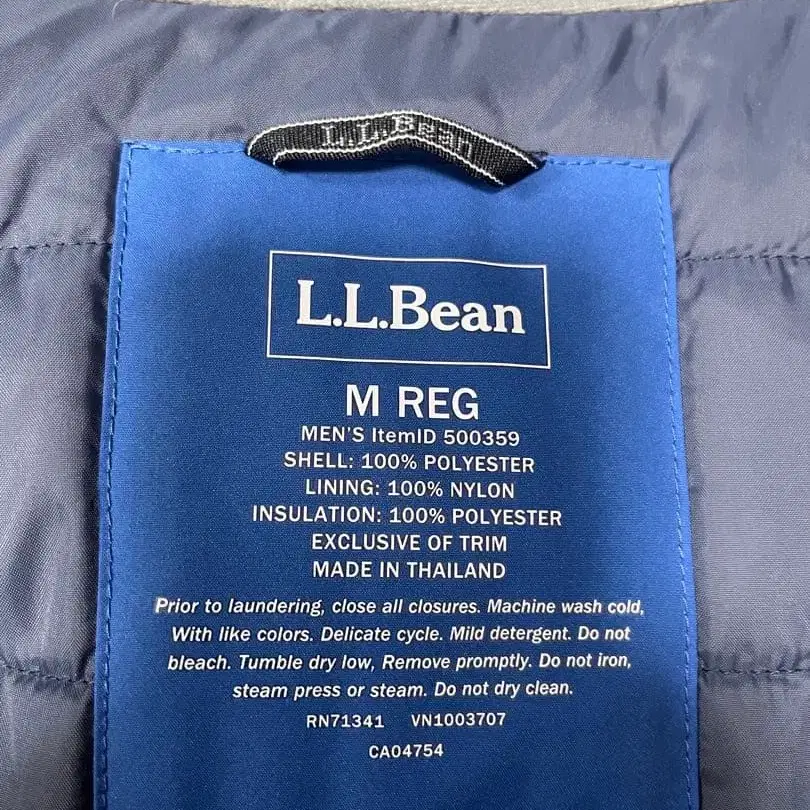 L.L.Bean
L.L.Bean
M REG
MEN'S ItemID 500359
SHELL: 100% POLYESTER
LINING: 100% NYLON
INSULATION: 100% POLYESTER
EXCLUSIVE OF TRIM
MADE IN THAILAND
Prior to laundering, close all closures. Machine wash cold,
With like colors. Delicate cycle. Mild detergent. Do not
bleach. Tumble dry low, Remove promptly. Do not iron,
steam press or steam. Do not dry clean.
RN71341 VN1003707
CA04754